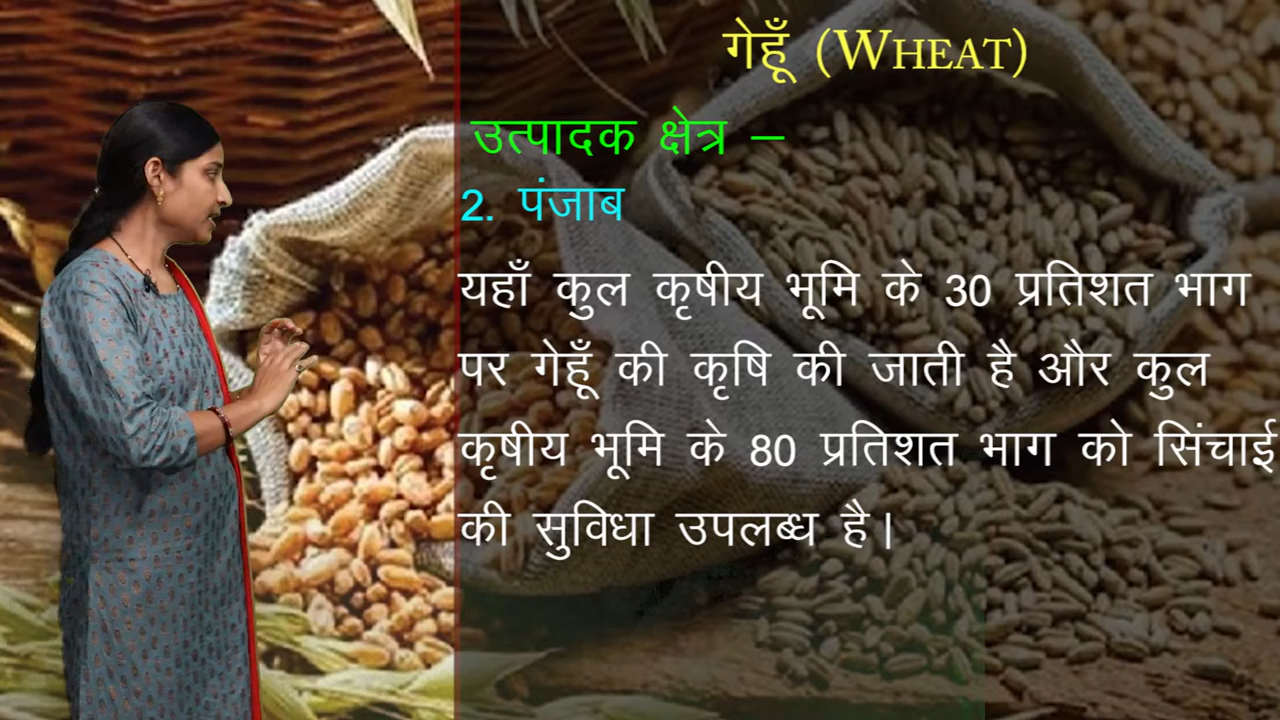 गेहूँ (WHEAT)
उत्पादक क्षेत्र –
2. पंजाब
यहाँ कुल कृषीय भूमि के 30 प्रतिशत भाग
पर गेहूँ की कृषि की जाती है और कुल
कृषीय भूमि के 80 प्रतिशत भाग को सिंचाई
की सुविधा उपलब्ध है।